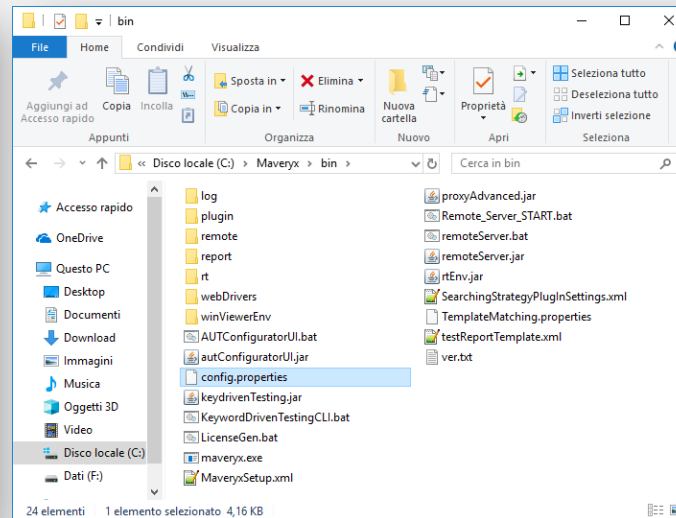 bin
File Home Condividi Visualizza
Aggiungi ad
Accesso rapido
Copia
Incolla
Sposta in
Copia in
Elimina
Rinomina
Nuova
cartella
Proprietà
Seleziona tutto
Deseleziona tutto
Inverti selezione
Appunti Organizza Nuovo Apri Seleziona
« Disco locale (C:) > Maveryx > bin >
Cerca in bin
Accesso rapido
OneDrive
Questo PC
Desktop
Documenti
Download
Immagini
Musica
Oggetti 3D
Video
Disco locale (C:)
Dati (F:)
log
plugin
remote
report
rt
webDrivers
winViewerEnv
AUTConfiguratorUI.bat
autConfiguratorUI.jar
config.properties
keydrivenTesting.jar
KeywordDrivenTestingCLI.bat
LicenseGen.bat
maveryx.exe
MaveryxSetup.xml
proxyAdvanced.jar
Remote_Server_START.bat
remoteServer.bat
remoteServer.jar
rtEnv.jar
SearchingStrategyPlugInSettings.xml
TemplateMatching.properties
testReportTemplate.xml
ver.txt
24 elementi 1 elemento selezionato 4,16 KB